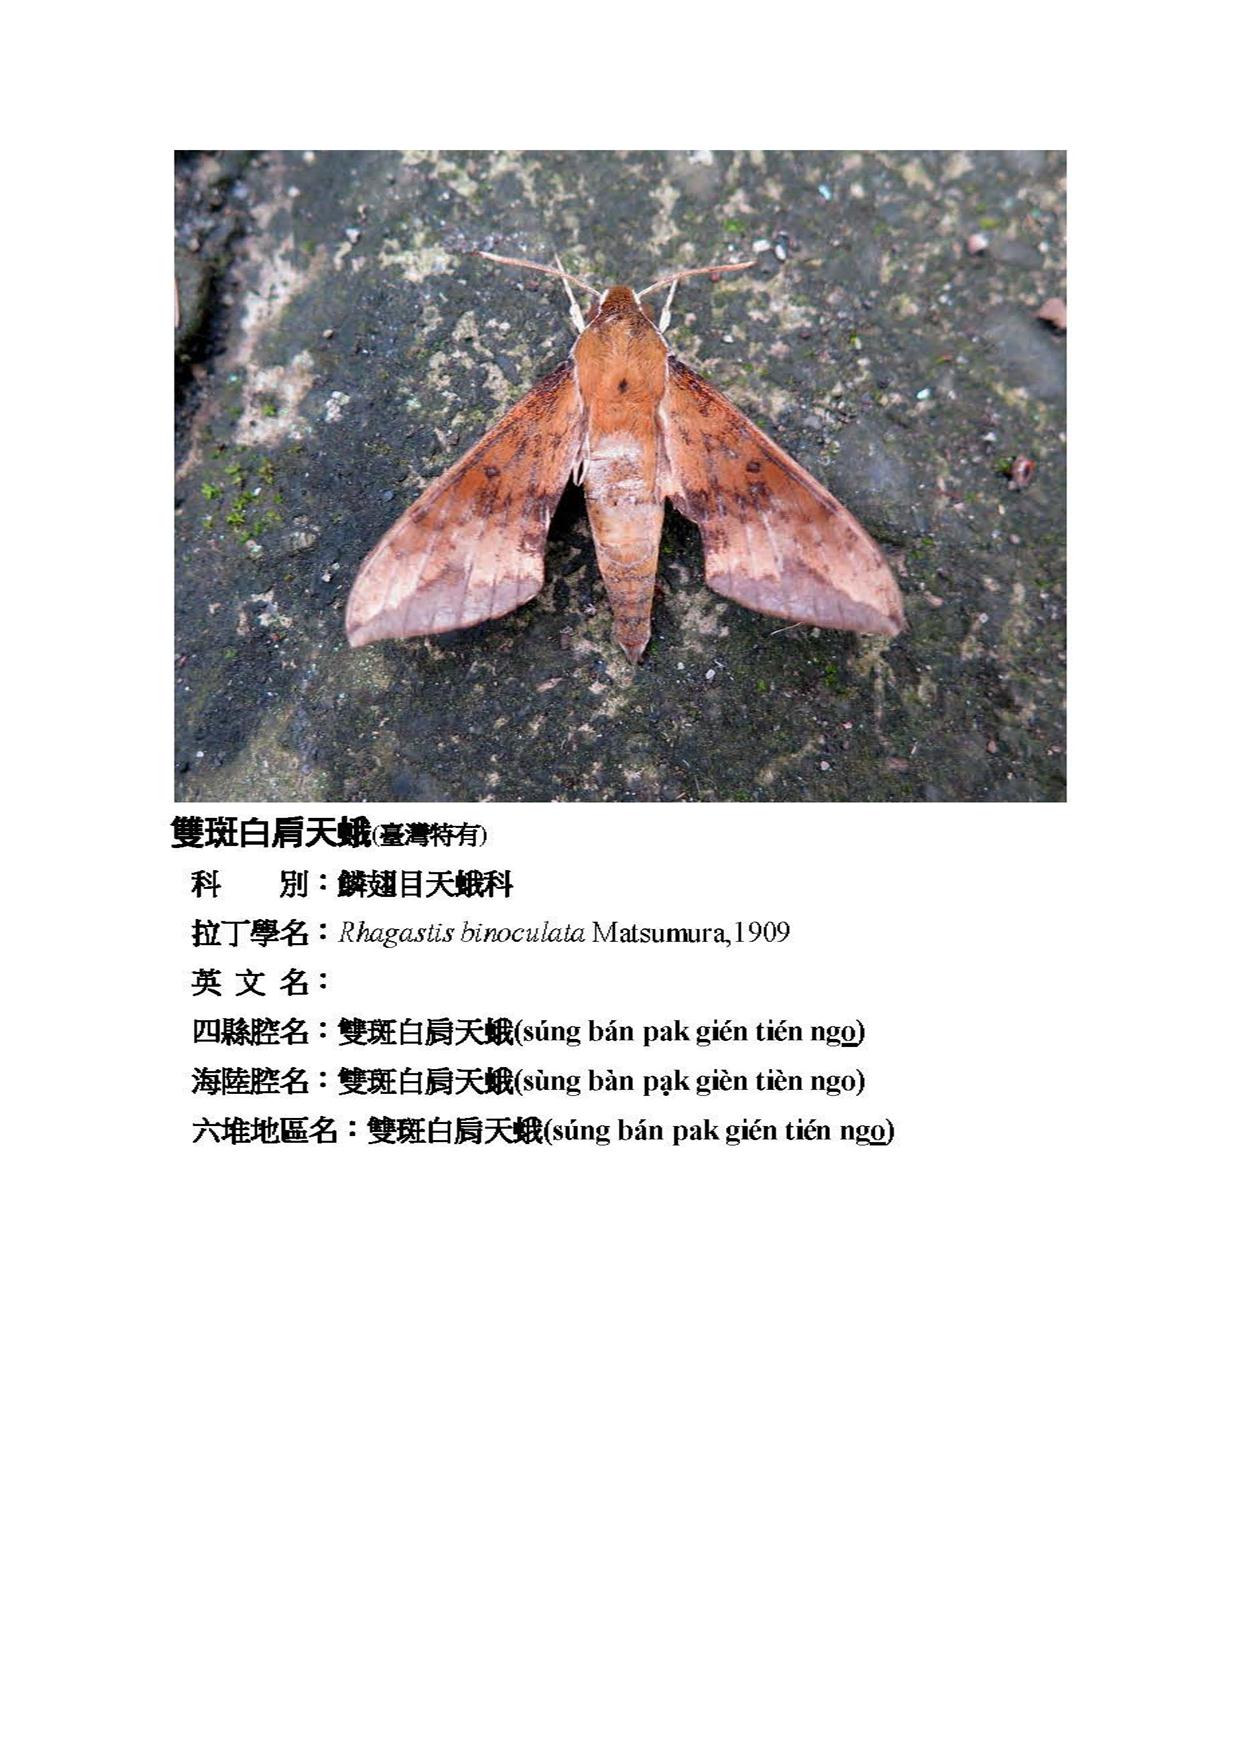 雙斑白肩天蛾(臺灣特有)
科　　別：鱗翅目天蛾科
拉丁學名：Rhagastis binoculata Matsumura,1909
英 文 名：
四縣腔名：雙斑白肩天蛾(súng bán pak gién tién ngo)
海陸腔名：雙斑白肩天蛾(sùng bàn pạk gièn tièn ngo)
六堆地區名：雙斑白肩天蛾(súng bán pak gién tién ngo)